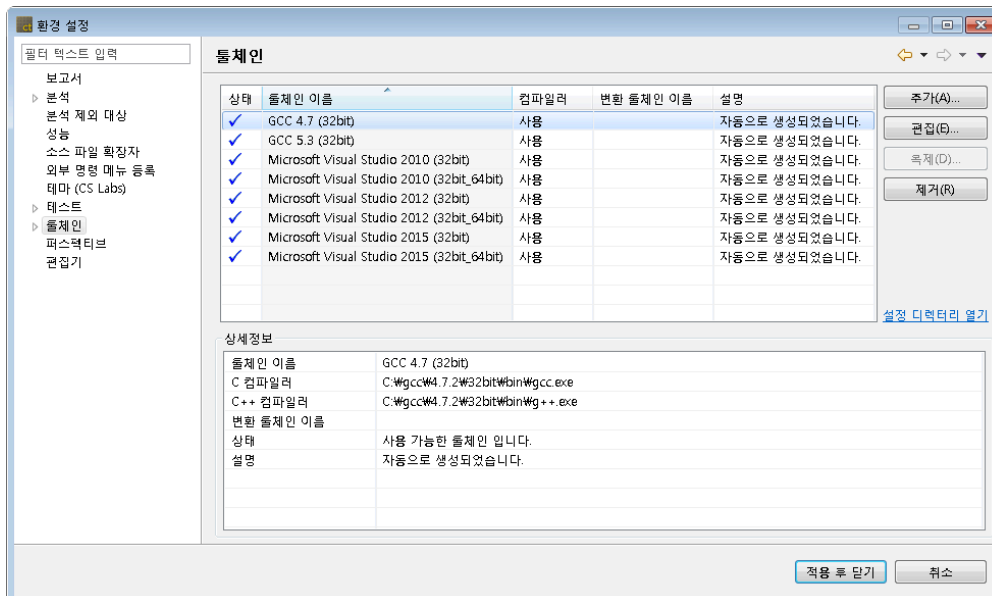 환경 설정
필터 텍스트 입력
보고서
분석
분석 제외 대상
성능
소스 파일 확장자
외부 명령 메뉴 등록
테마 (CS Labs)
테스트
툴체인
퍼스펙티브
편집기
툴체인
상태 툴체인 이름 컴파일러 변환 툴체인 이름 설명
GCC 4.7 (32bit) 사용 자동으로 생성되었습니다.
GCC 5.3 (32bit) 사용 자동으로 생성되었습니다.
Microsoft Visual Studio 2010 (32bit) 사용 자동으로 생성되었습니다.
Microsoft Visual Studio 2010 (32bit_64bit) 사용 자동으로 생성되었습니다.
Microsoft Visual Studio 2012 (32bit) 사용 자동으로 생성되었습니다.
Microsoft Visual Studio 2012 (32bit_64bit) 사용 자동으로 생성되었습니다.
Microsoft Visual Studio 2015 (32bit) 사용 자동으로 생성되었습니다.
Microsoft Visual Studio 2015 (32bit_64bit) 사용 자동으로 생성되었습니다.
추가(A)...
편집(E)...
복제(D)...
제거(R)
설정 디렉터리 열기
상세정보
툴체인 이름 GCC 4.7 (32bit)
C 컴파일러 C:₩gcc₩4.7.2₩32bit₩bin₩gcc.exe
C++ 컴파일러 C:₩gcc₩4.7.2₩32bit₩bin₩g++.exe
변환 툴체인 이름
상태 사용 가능한 툴체인 입니다.
설명 자동으로 생성되었습니다.
적용 후 닫기
취소